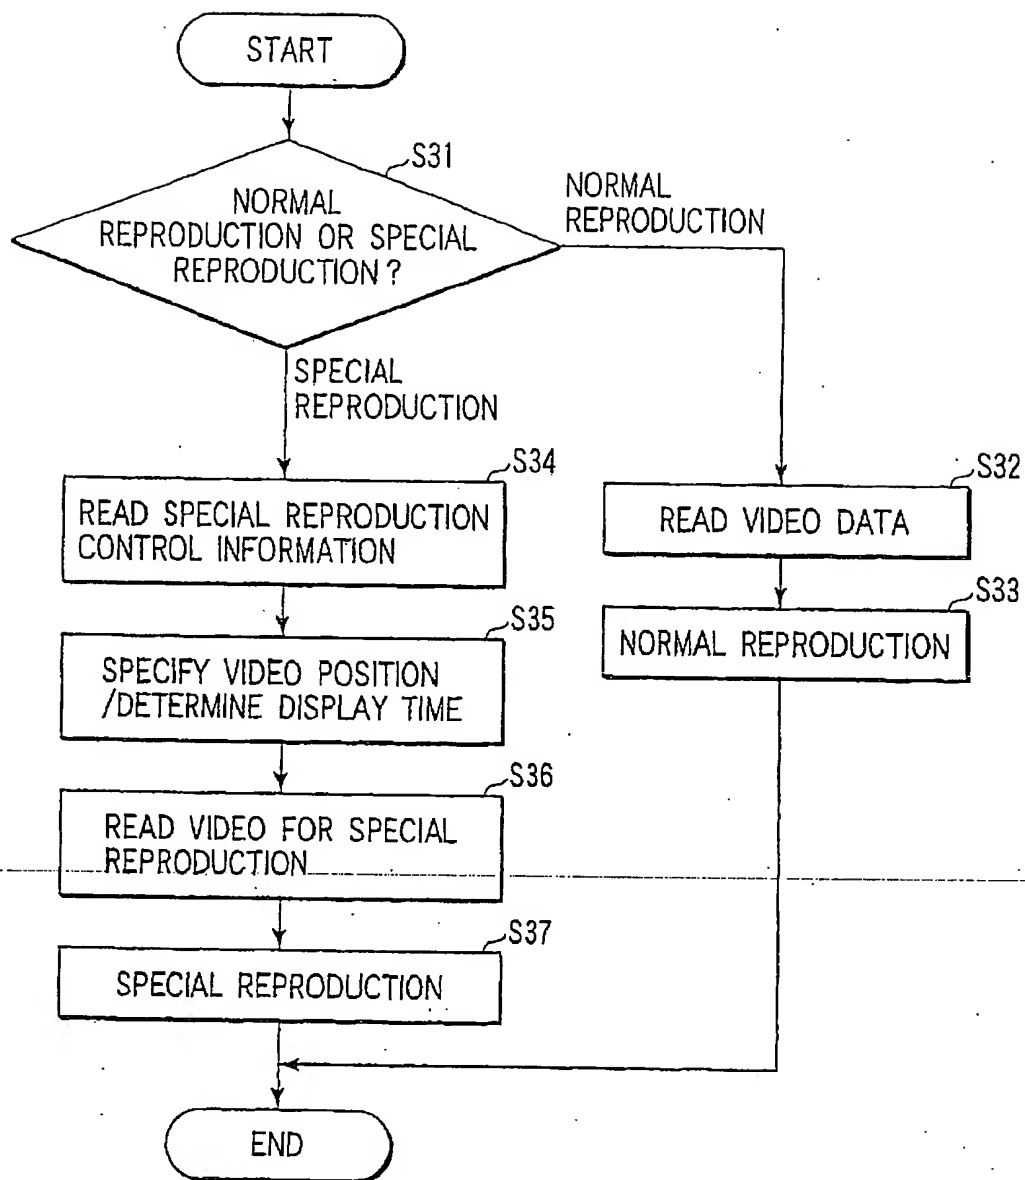 START
S31
NORMAL
REPRODUCTION OR SPECIAL
REPRODUCTION?
NORMAL
REPRODUCTION
SPECIAL
REPRODUCTION
S34
READ SPECIAL REPRODUCTION
CONTROL INFORMATION
S32
READ VIDEO DATA
S33
NORMAL REPRODUCTION
S35
SPECIFY VIDEO POSITION
/DETERMINE DISPLAY TIME
S36
READ VIDEO FOR SPECIAL
REPRODUCTION
S37
SPECIAL REPRODUCTION
END